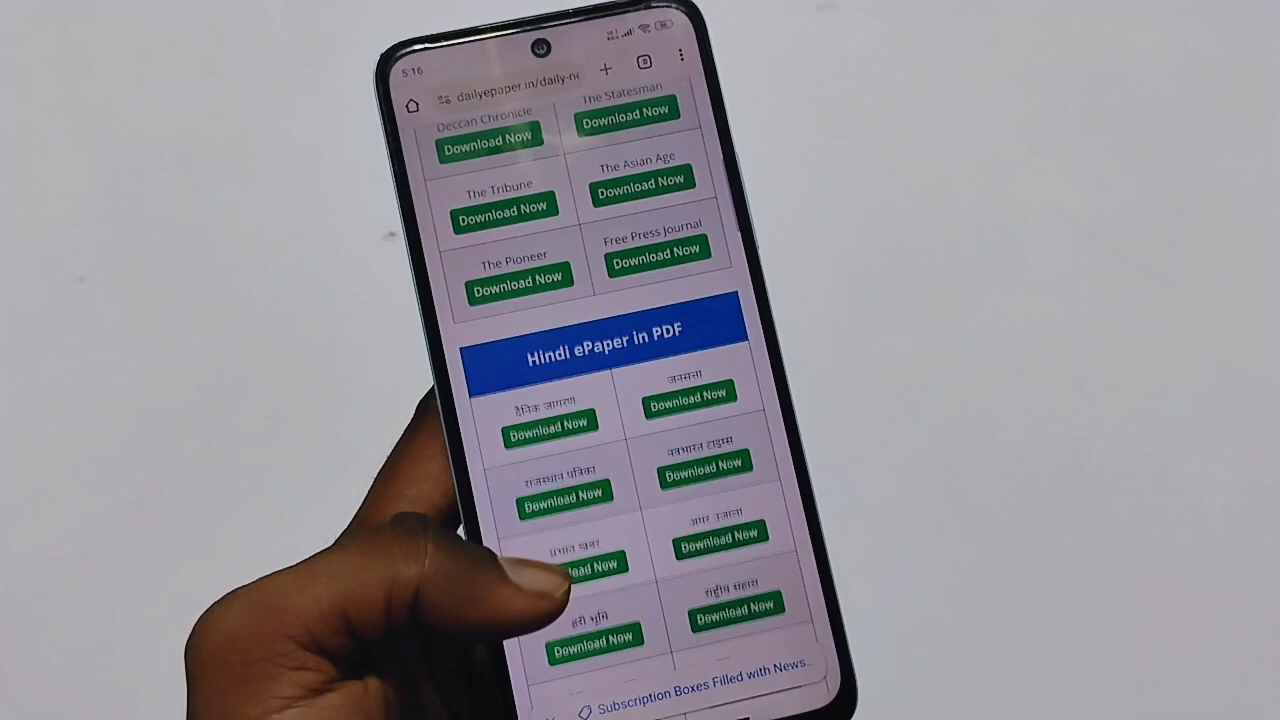 5:16
dailyepaper.in/daily-ne
Deccan Chronicle
The Statesman
Download Now
Download Now
The Tribune
The Asian Age
Download Now
Download Now
The Pioneer
Free Press Journal
Download Now
Download Now
Hindi ePaper in PDF
दैनिक जागरण
जनसत्ता
Download Now
Download Now
राजस्थान पत्रिका
नवभारत टाइम्स
Download Now
Download Now
प्रभात खबर
अमर उजाला
load Now
Download Now
हरी भूमि
राष्ट्रीय सहारा
Download Now
Download Now
Subscription Boxes Filled with News...